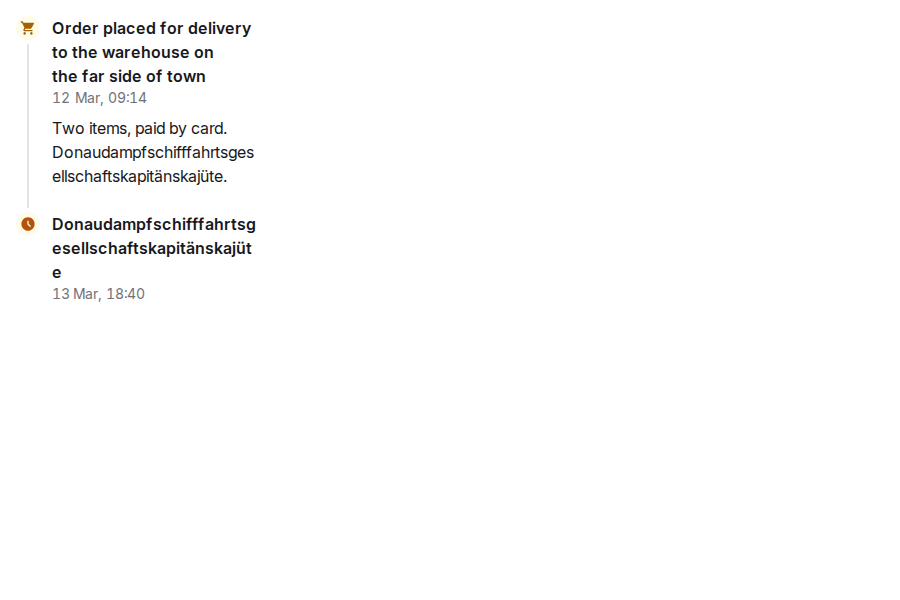 Order placed for delivery
to the warehouse on
the far side of town
12 Mar, 09:14
Two items, paid by card.
Donaudampfschifffahrtsges
ellschaftskapitänskajüte.
Donaudampfschifffahrtsg
esellschaftskapitänskajüt
e
13 Mar, 18:40